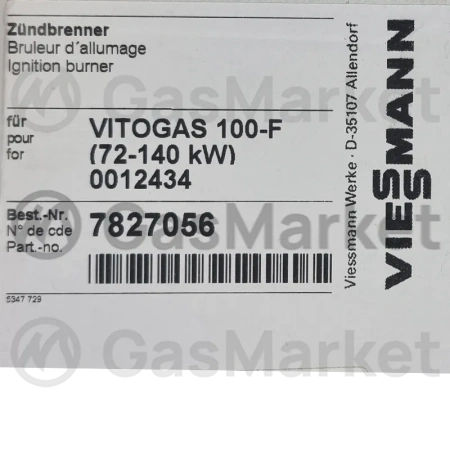 Zündbrenner
Bruleur d´allumage
Ignition burner
für
pour
for
VITOGAS 100-F
(72-140 kW)
0012434
Best.-Nr.
N° de cde
Part.-no.
7827056
5347 729
Viessmann Werke · D-35107 Allendorf
VIESSMANN
GasMarket
GasMarket
GasMarket